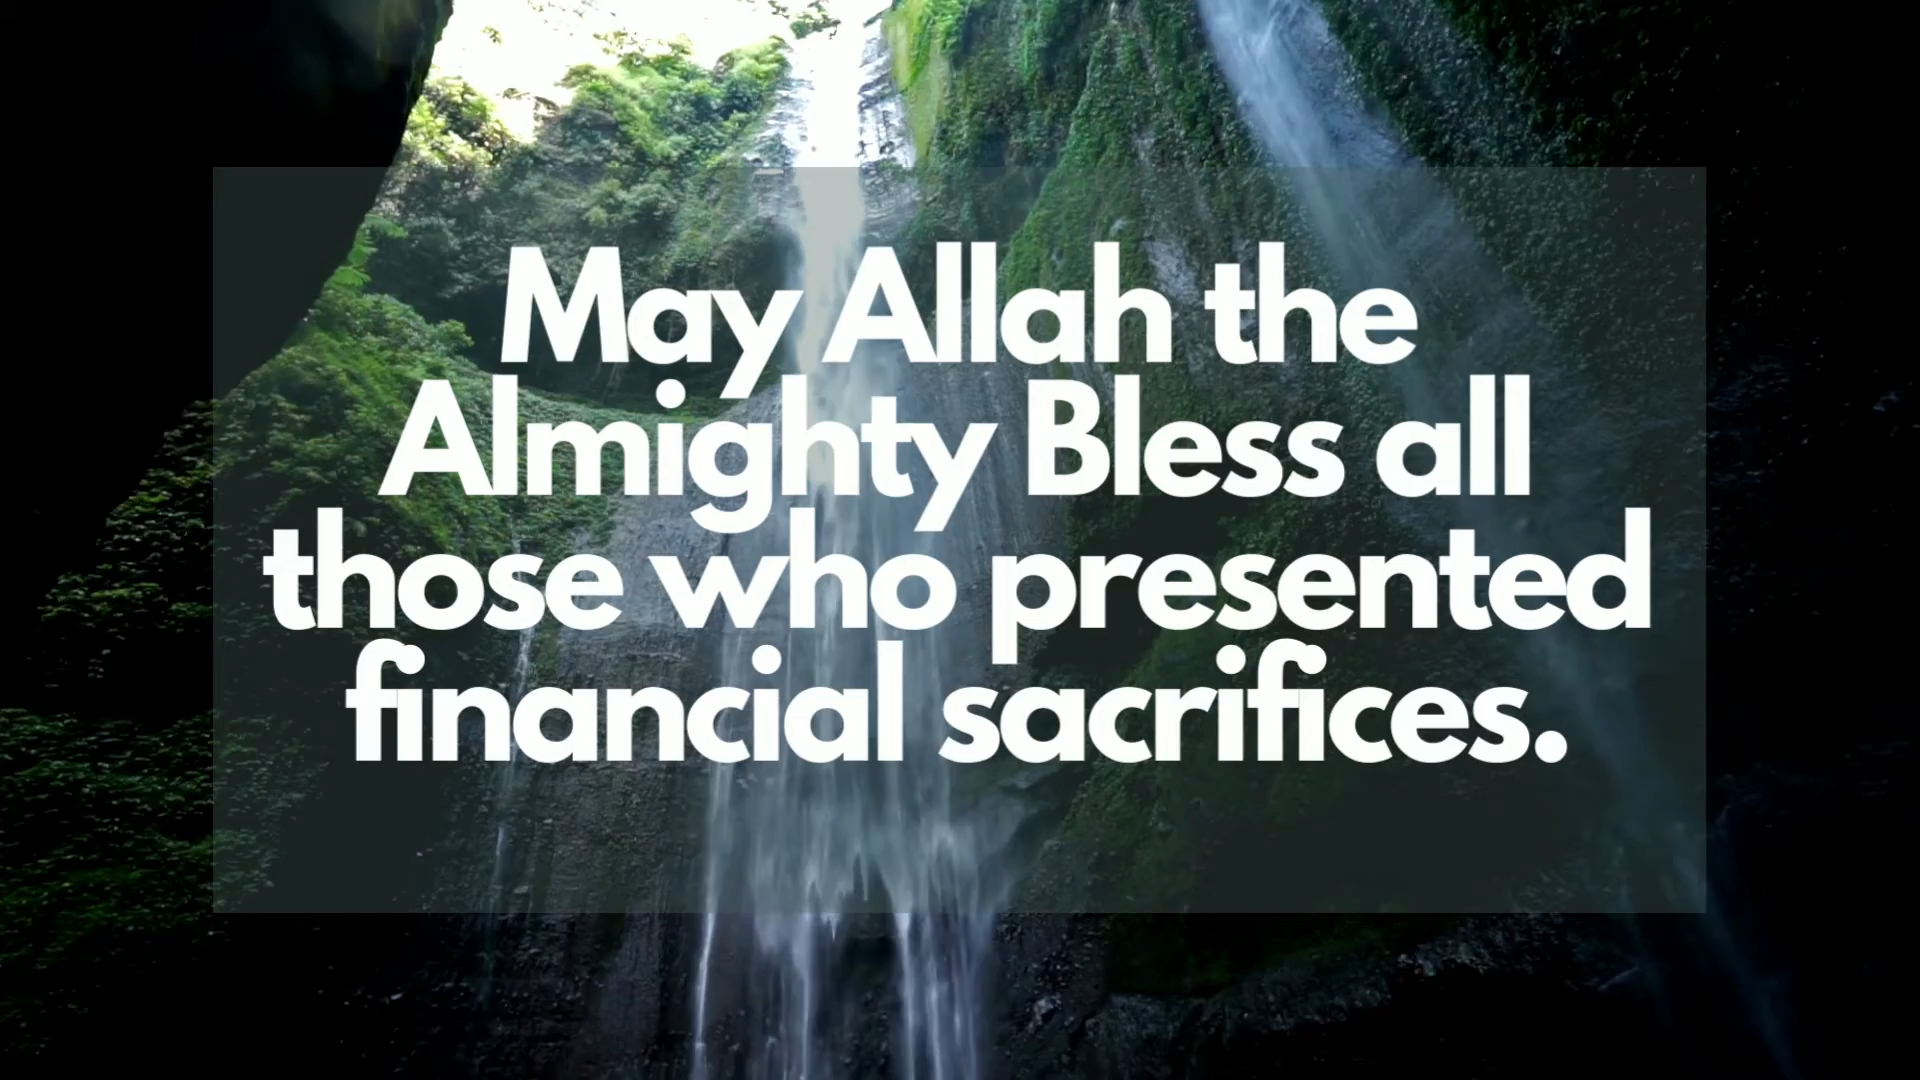 May Allah the
Almighty Bless all
those who presented
financial sacrifices.